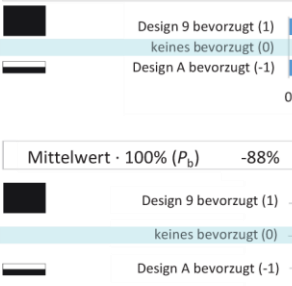 Design 9 bevorzugt (1)
keines bevorzugt (0)
Design A bevorzugt (-1)
0
Mittelwert · 100% (Pb) -88%
Design 9 bevorzugt (1)
keines bevorzugt (0)
Design A bevorzugt (-1)